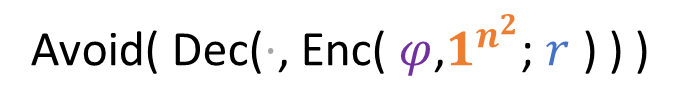 Avoid( Dec(·, Enc( φ,1^{n^2}; r ) ) )